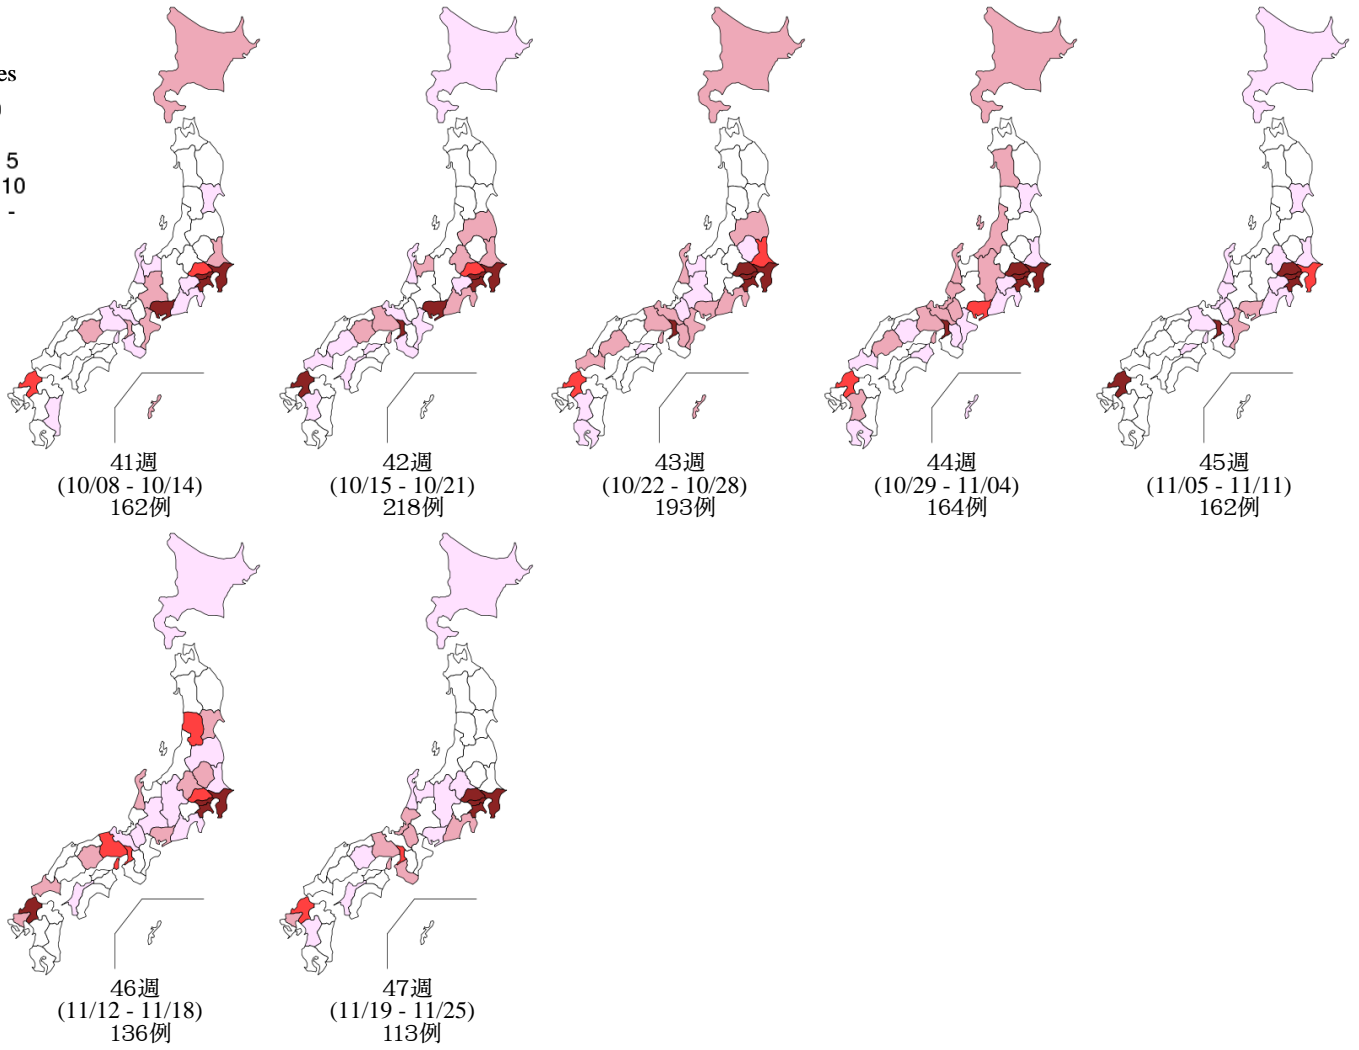 es
5
10
-
41週
(10/08 - 10/14)
162例
42週
(10/15 - 10/21)
218例
43週
(10/22 - 10/28)
193例
44週
(10/29 - 11/04)
164例
45週
(11/05 - 11/11)
162例
46週
(11/12 - 11/18)
136例
47週
(11/19 - 11/25)
113例